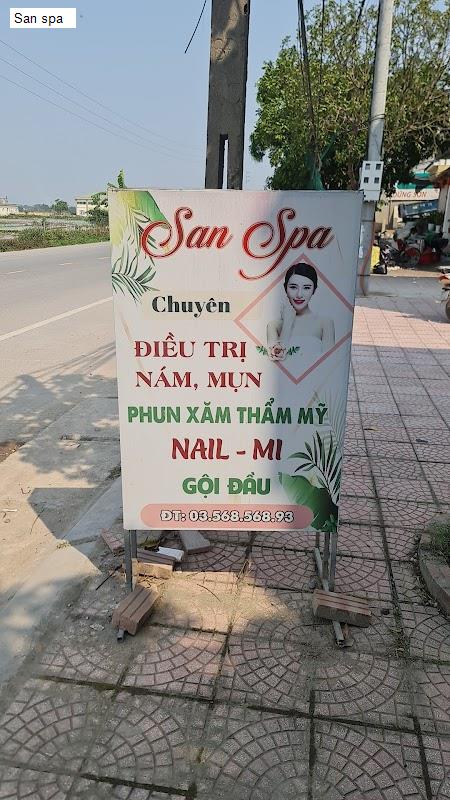 San spa
San Spa
Chuyên
ĐIỀU TRỊ
NÁM, MỤN
PHUN XĂM THẨM MỸ
NAIL - MI
GỘI ĐẦU
ĐT: 03.568.568.93